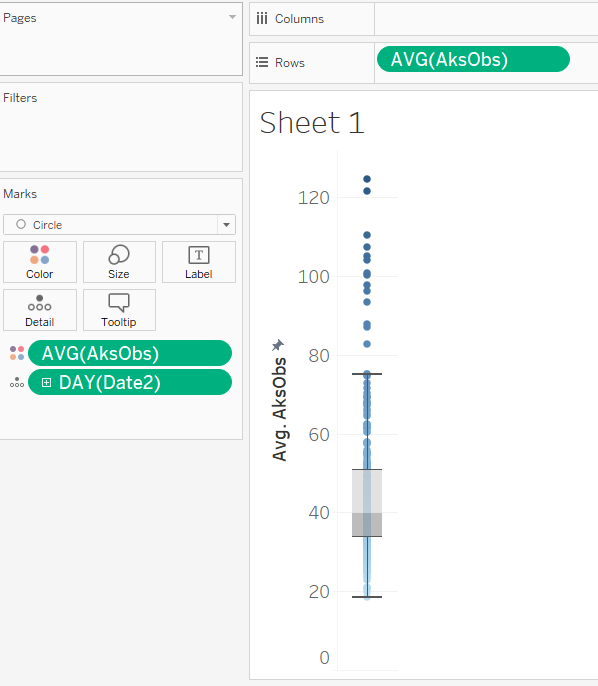 Pages
Columns
Rows
AVG(AksObs)
Filters
Sheet 1
Marks
Circle
Color
Size
Label
T
Detail
Tooltip
AVG(AksObs)
DAY(Date2)
Avg. AksObs
120
100
80
60
40
20
0